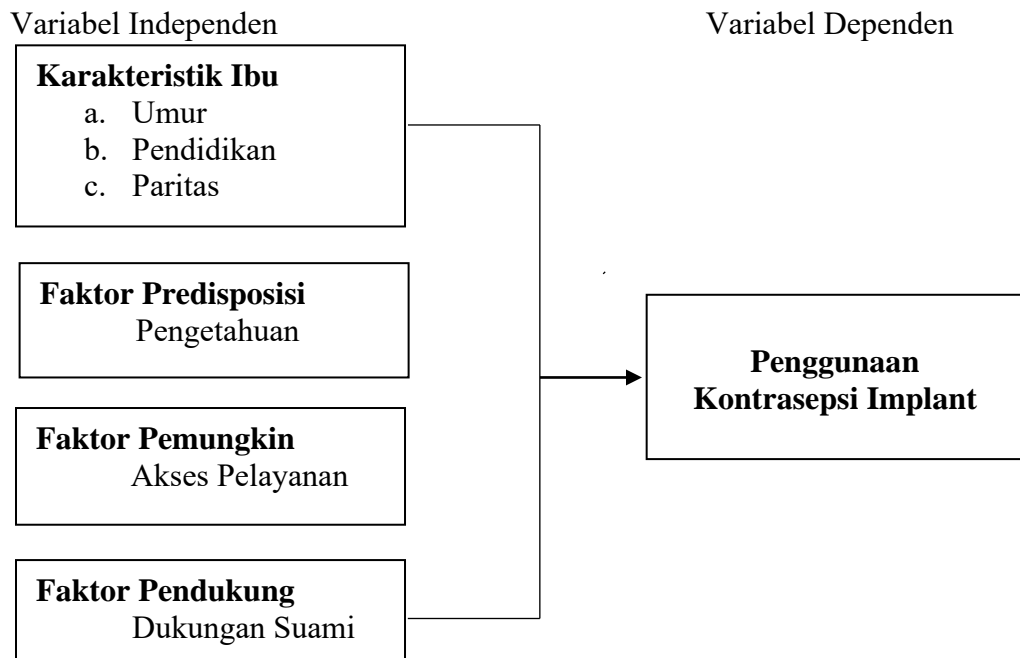 Variabel Independen
Variabel Dependen
Karakteristik Ibu
a. Umur
b. Pendidikan
c. Paritas
Faktor Predisposisi
Pengetahuan
Faktor Pemungkin
Akses Pelayanan
Faktor Pendukung
Dukungan Suami
Penggunaan
Kontrasepsi Implant